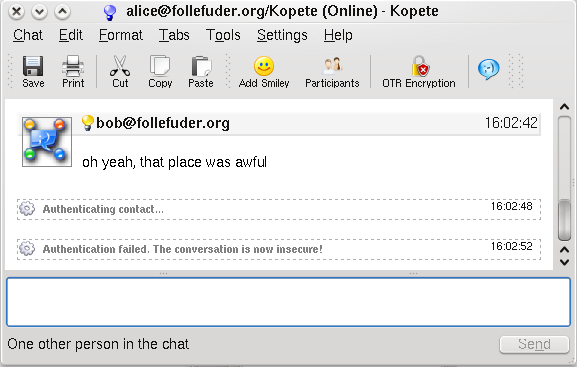 alice@follefuder.org/Kopete (Online) - Kopete
Chat Edit Format Tabs Tools Settings Help
Save Print Cut Copy Paste Add Smiley Participants OTR Encryption
bob@follefuder.org 16:02:42
oh yeah, that place was awful
Authenticating contact... 16:02:48
Authentication failed. The conversation is now insecure! 16:02:52
One other person in the chat Send